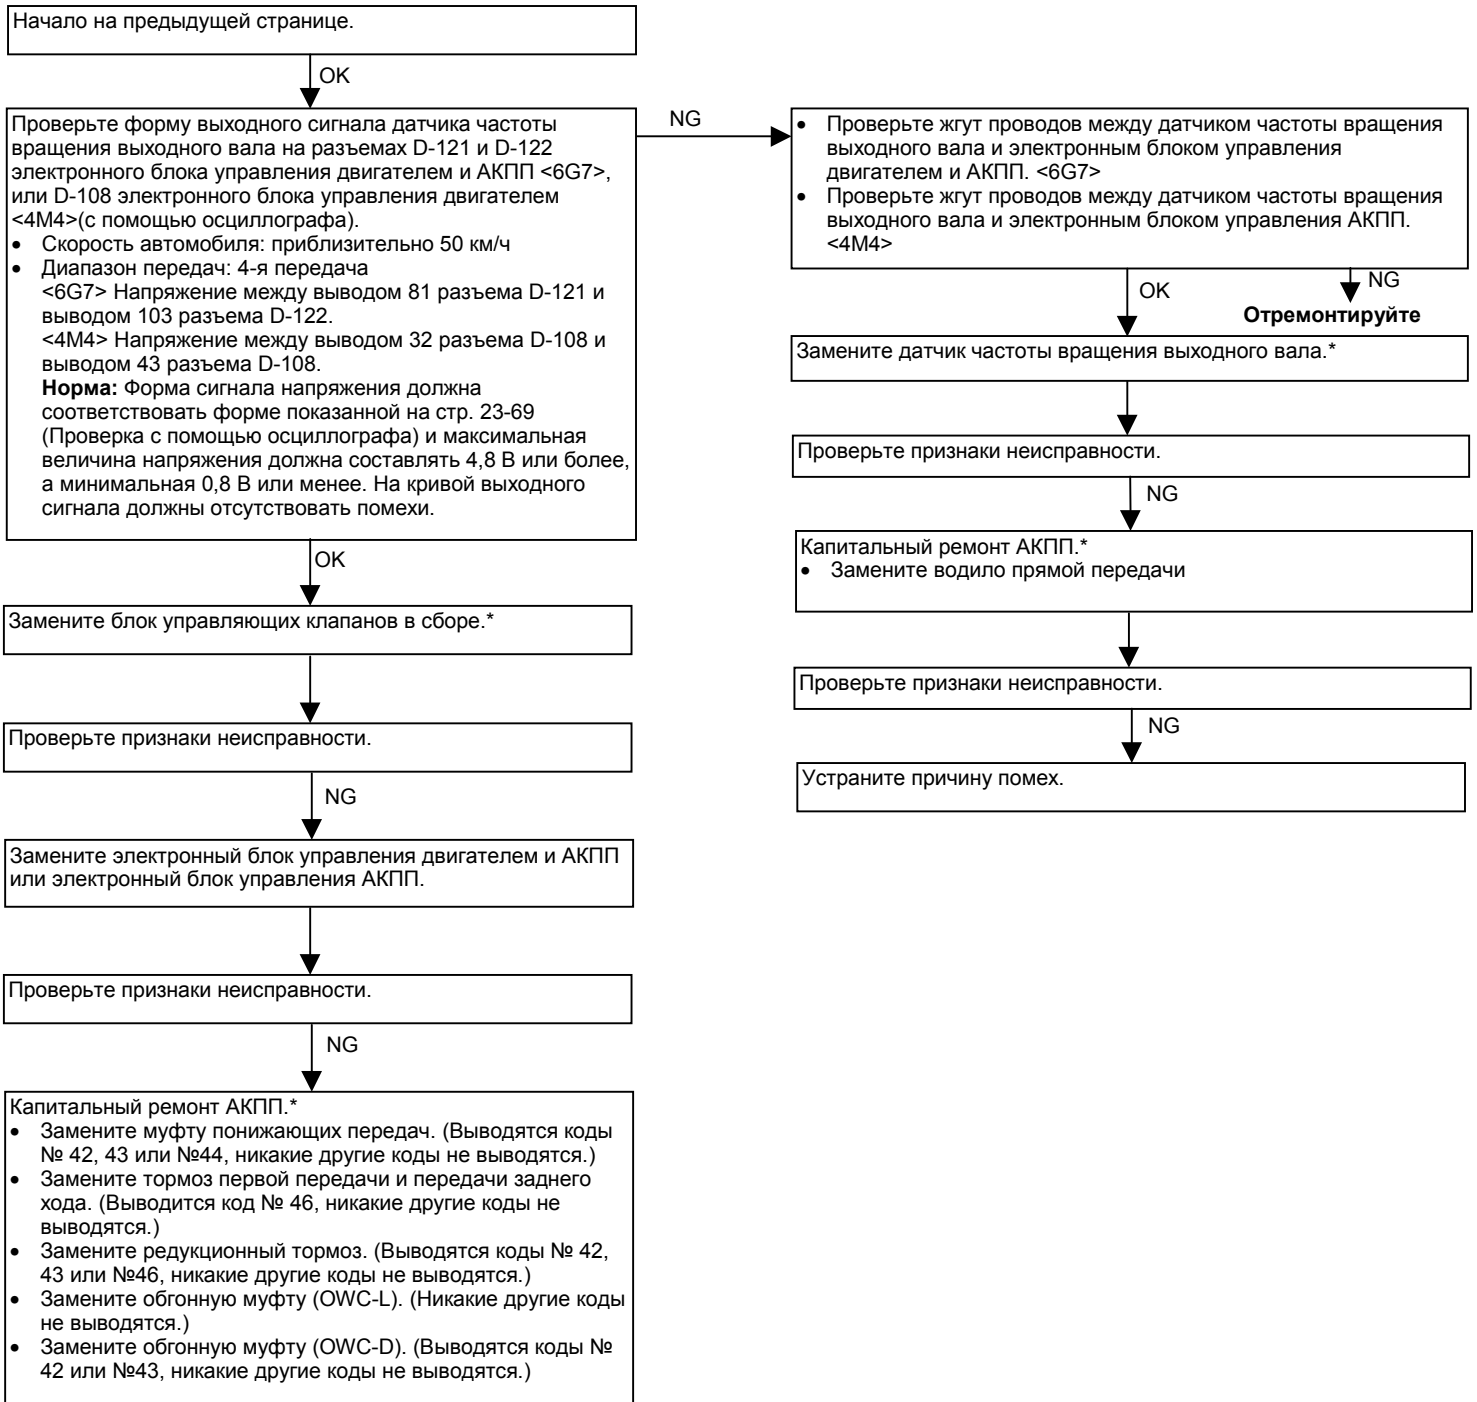 Начало на предыдущей странице.
OK
Проверьте форму выходного сигнала датчика частоты
вращения выходного вала на разъемах D-121 и D-122
электронного блока управления двигателем и АКПП <6G7>,
или D-108 электронного блока управления двигателем
<4M4>(с помощью осциллографа).
• Скорость автомобиля: приблизительно 50 км/ч
• Диапазон передач: 4-я передача
<6G7> Напряжение между выводом 81 разъема D-121 и
выводом 103 разъема D-122.
<4M4> Напряжение между выводом 32 разъема D-108 и
выводом 43 разъема D-108.
Норма: Форма сигнала напряжения должна
соответствовать форме показанной на стр. 23-69
(Проверка с помощью осциллографа) и максимальная
величина напряжения должна составлять 4,8 В или более,
а минимальная 0,8 В или менее. На кривой выходного
сигнала должны отсутствовать помехи.
OK
Замените блок управляющих клапанов в сборе.*
Проверьте признаки неисправности.
NG
Замените электронный блок управления двигателем и АКПП
или электронный блок управления АКПП.
Проверьте признаки неисправности.
NG
Капитальный ремонт АКПП.*
• Замените муфту понижающих передач. (Выводятся коды
№ 42, 43 или №44, никакие другие коды не выводятся.)
• Замените тормоз первой передачи и передачи заднего
хода. (Выводится код № 46, никакие другие коды не
выводятся.)
• Замените редукционный тормоз. (Выводятся коды № 42,
43 или №46, никакие другие коды не выводятся.)
• Замените обгонную муфту (OWC-L). (Никакие другие коды
не выводятся.)
• Замените обгонную муфту (OWC-D). (Выводятся коды №
42 или №43, никакие другие коды не выводятся.)
NG
• Проверьте жгут проводов между датчиком частоты вращения
выходного вала и электронным блоком управления
двигателем и АКПП. <6G7>
• Проверьте жгут проводов между датчиком частоты вращения
выходного вала и электронным блоком управления АКПП.
<4M4>
OK
NG
Отремонтируйте
Замените датчик частоты вращения выходного вала.*
Проверьте признаки неисправности.
NG
Капитальный ремонт АКПП.*
• Замените водило прямой передачи
Проверьте признаки неисправности.
NG
Устраните причину помех.